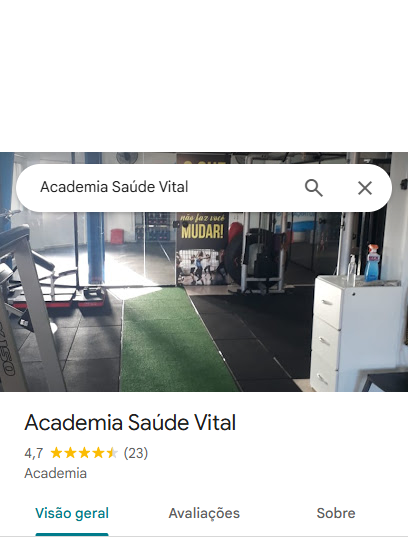 Academia Saúde Vital
não faz você
MUDAR!
Academia Saúde Vital
4,7 (23)
Academia
Visão geral Avaliações Sobre